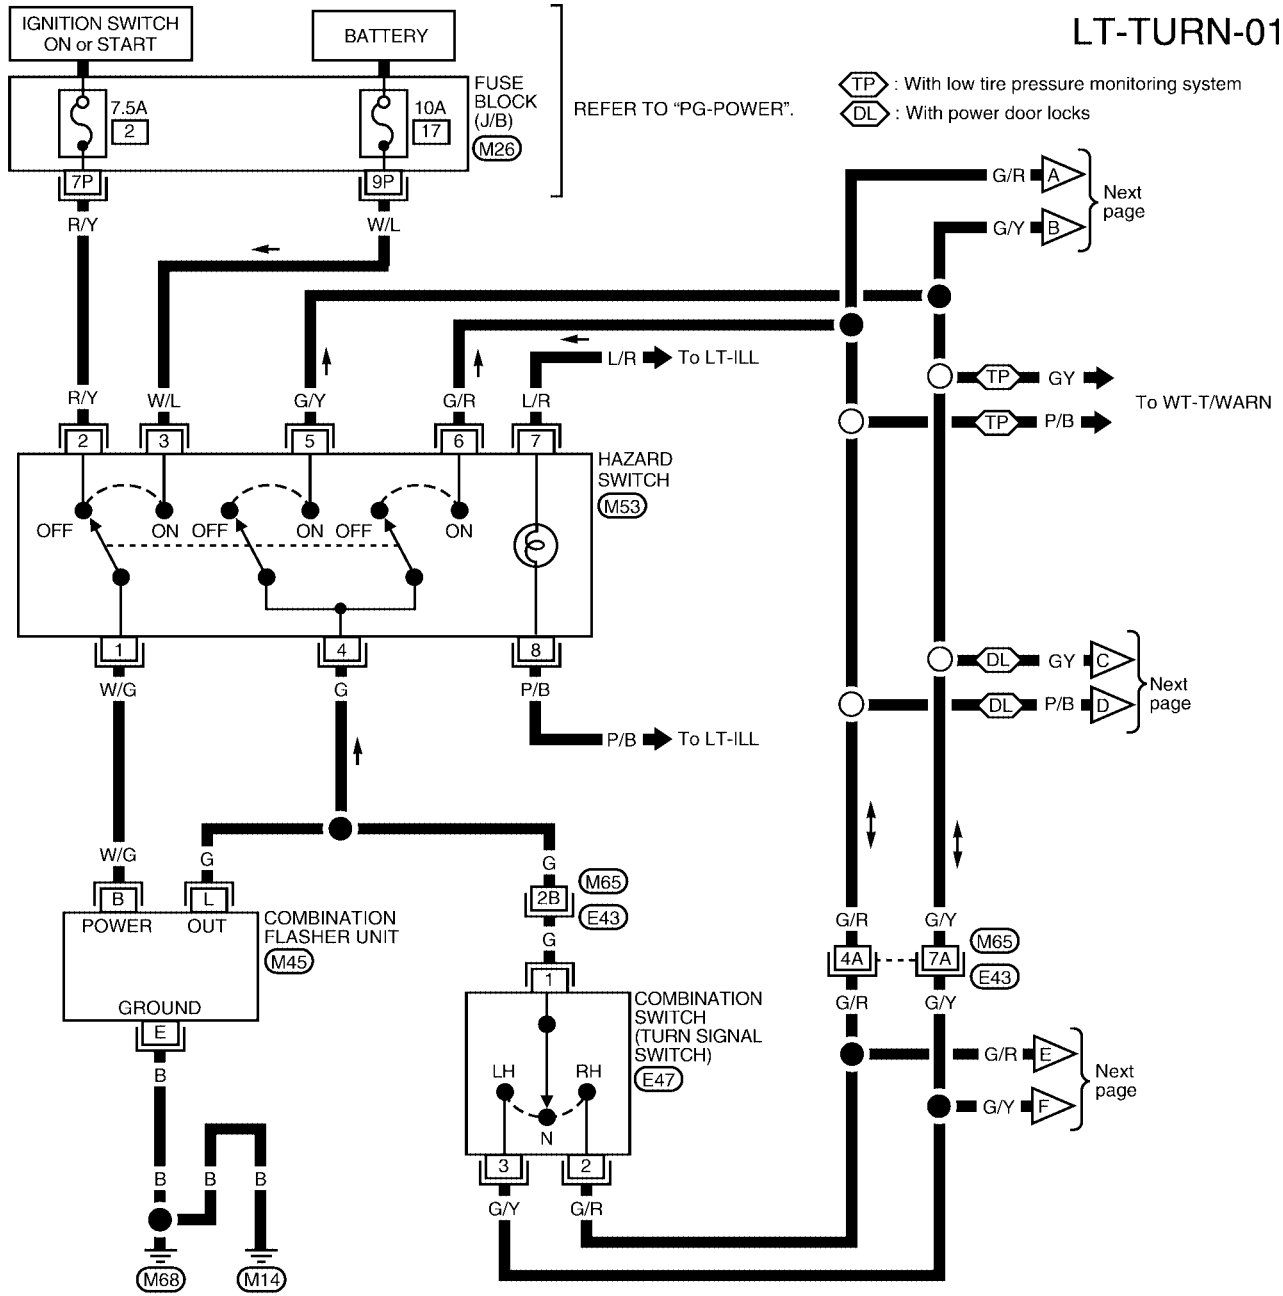 LT-TURN-01
IGNITION SWITCH
ON or START
BATTERY
7.5A
2
10A
17
FUSE
BLOCK
(J/B)
M26
REFER TO “PG-POWER”.
TP : With low tire pressure monitoring system
DL : With power door locks
7P
9P
R/Y
W/L
G/R A
G/Y B
Next
page
L/R To LT-ILL
TP GY
TP P/B
To WT-T/WARN
R/Y
W/L
G/Y
G/R
L/R
2
3
5
6
7
HAZARD
SWITCH
M53
OFF
ON
OFF
ON
OFF
ON
1
4
8
W/G
G
P/B
P/B To LT-ILL
DL GY C
DL P/B D
Next
page
W/G
G
G
B
L
POWER
OUT
COMBINATION
FLASHER UNIT
M45
GROUND
E
B
B
B
B
M68
M14
2B
M65
E43
G
1
COMBINATION
SWITCH
(TURN SIGNAL
SWITCH)
E47
LH
RH
N
3
2
G/Y
G/R
G/R
G/Y
4A
7A
M65
E43
G/R
G/Y
G/R E
G/Y F
Next
page